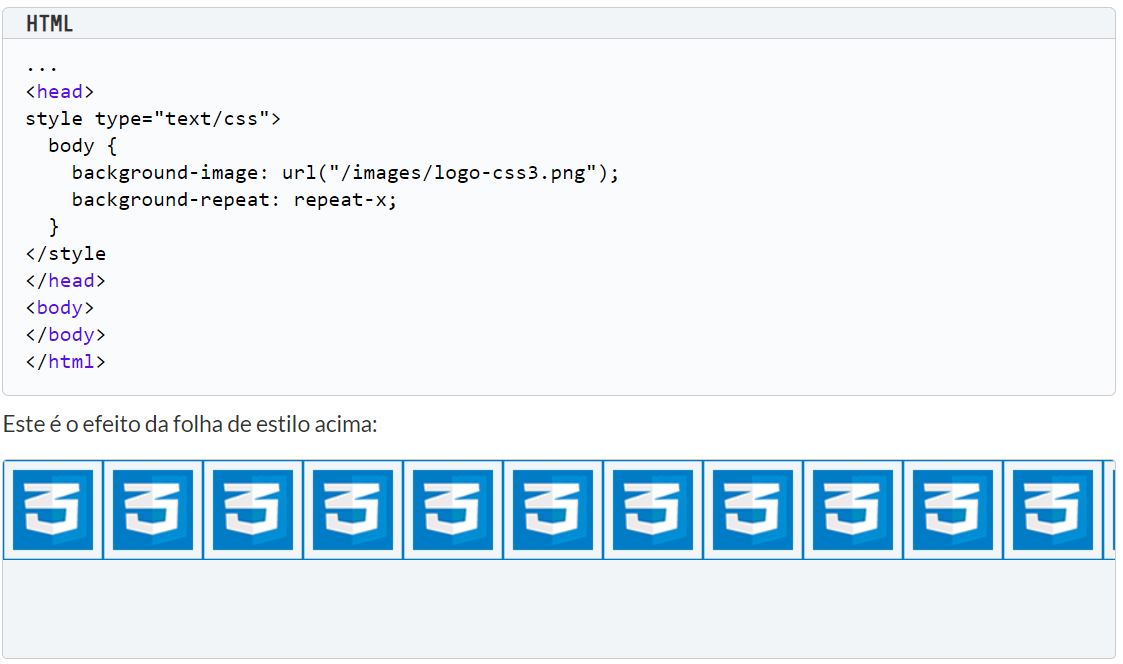 HTML
...
<head>
style type="text/css">
body {
background-image: url("/images/logo-css3.png");
background-repeat: repeat-x;
}
</style
</head>
<body>
</body>
</html>
Este é o efeito da folha de estilo acima:
3 3 3 3 3 3 3 3 3 3 3